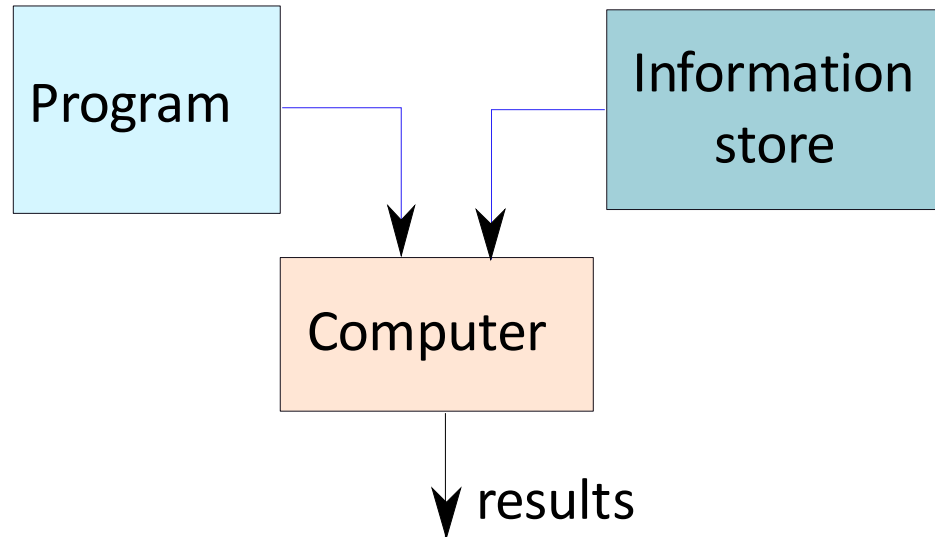 Program
Information
store
Computer
results